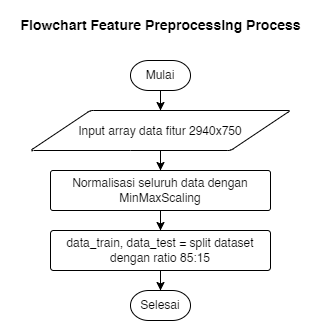 Flowchart Feature Preprocessing Process
Mulai
Input array data fitur 2940x750
Normalisasi seluruh data dengan
MinMaxScaling
data_train, data_test = split dataset
dengan ratio 85:15
Selesai